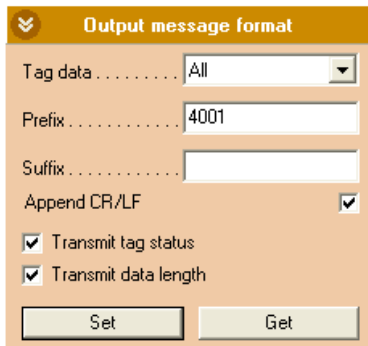 Output message format
Tag data . . . . . . . . . All
Prefix . . . . . . . . . . . . 4001
Suffix . . . . . . . . . . . .
Append CR/LF
Transmit tag status
Transmit data length
Set Get